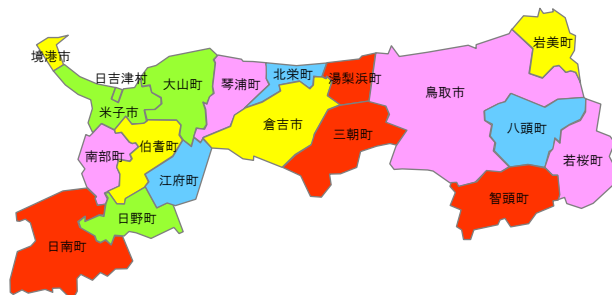 岩美町
境港市
日吉津村
大山町
琴浦町
北栄町
湯梨浜町
鳥取市
米子市
倉吉市
三朝町
八頭町
伯耆町
南部町
若桜町
江府町
智頭町
日野町
日南町